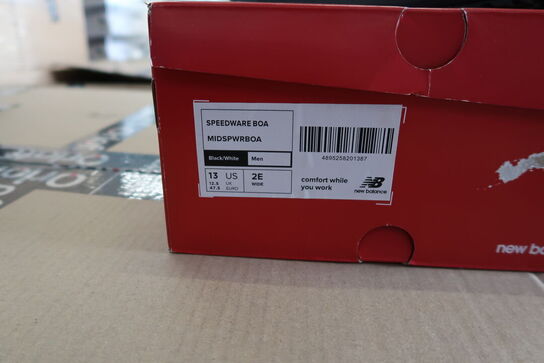 SPEEDWARE BOA
MIDSPWRBOA
Black/White Men
13 US 2E
12.5 UK WIDE
47.5 EURO
4895258201387
comfort while
you work
NB
new balance
new ba